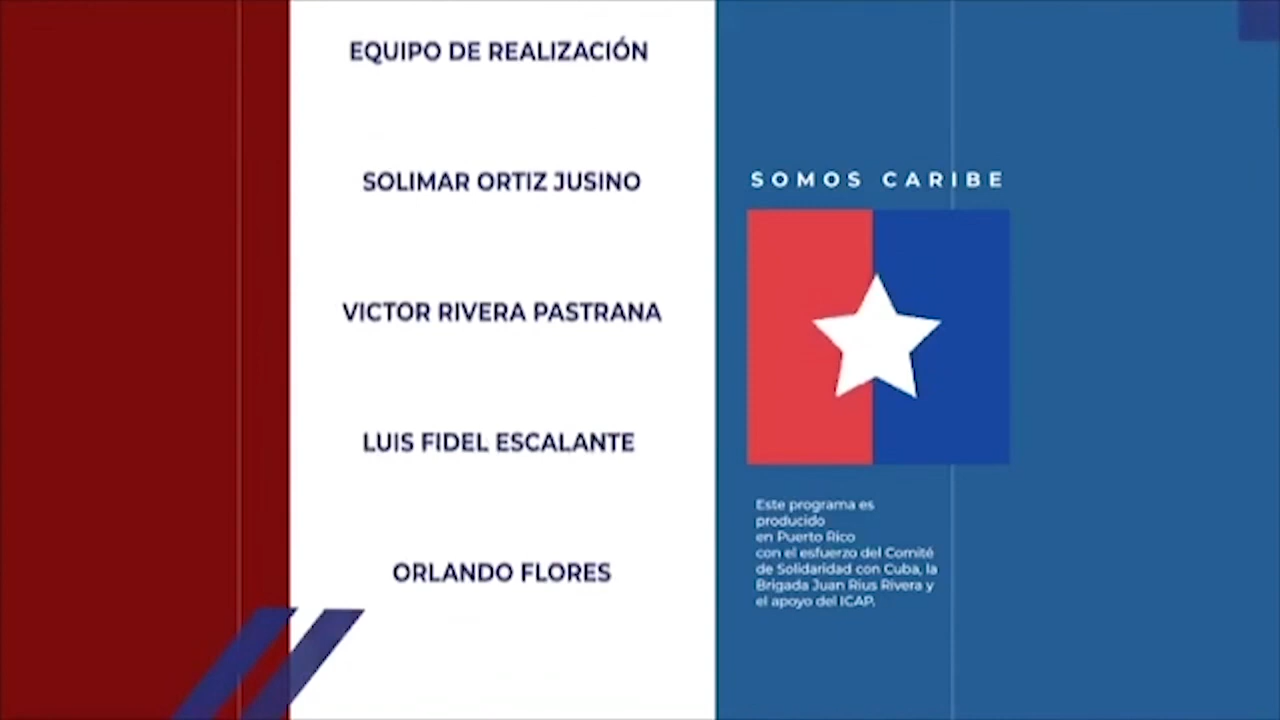 EQUIPO DE REALIZACIÓN
SOLIMAR ORTIZ JUSINO
VICTOR RIVERA PASTRANA
LUIS FIDEL ESCALANTE
ORLANDO FLORES
SOMOS CARIBE
Este programa es
producido
en Puerto Rico
con el esfuerzo del Comité
de Solidaridad con Cuba, la
Brigada Juan Rius Rivera y
el apoyo del ICAP.